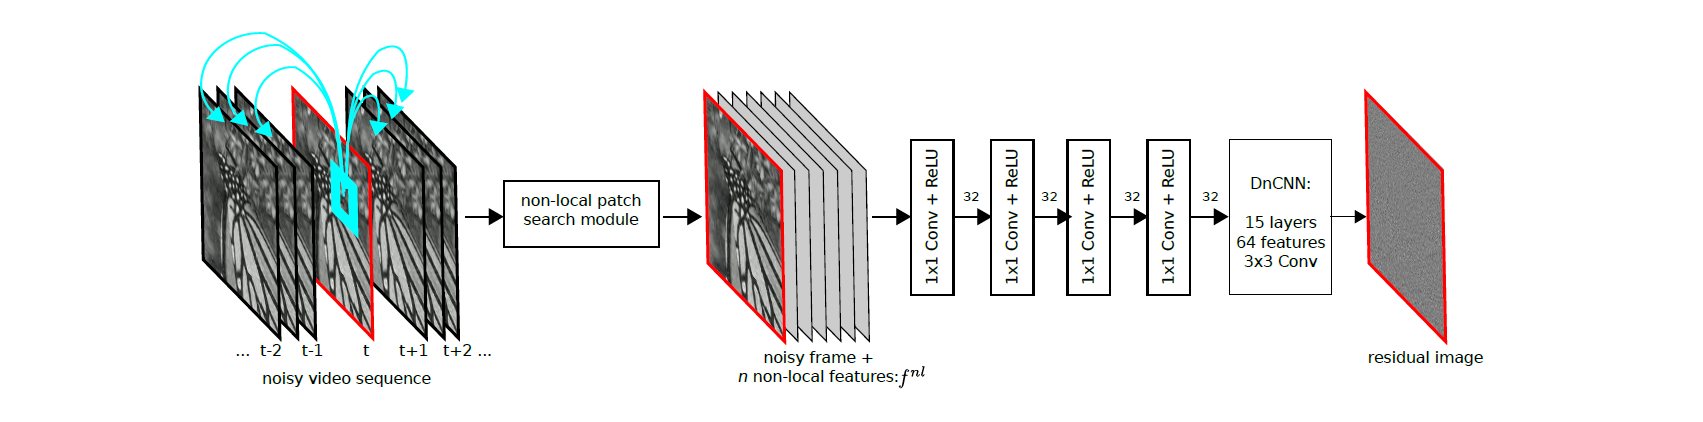 ... t-2 t-1 t t+1 t+2 ...
noisy video sequence
non-local patch
search module
noisy frame +
n non-local features: f^{nl}
1x1 Conv + ReLU
32
1x1 Conv + ReLU
32
1x1 Conv + ReLU
32
1x1 Conv + ReLU
32
DnCNN:
15 layers
64 features
3x3 Conv
residual image